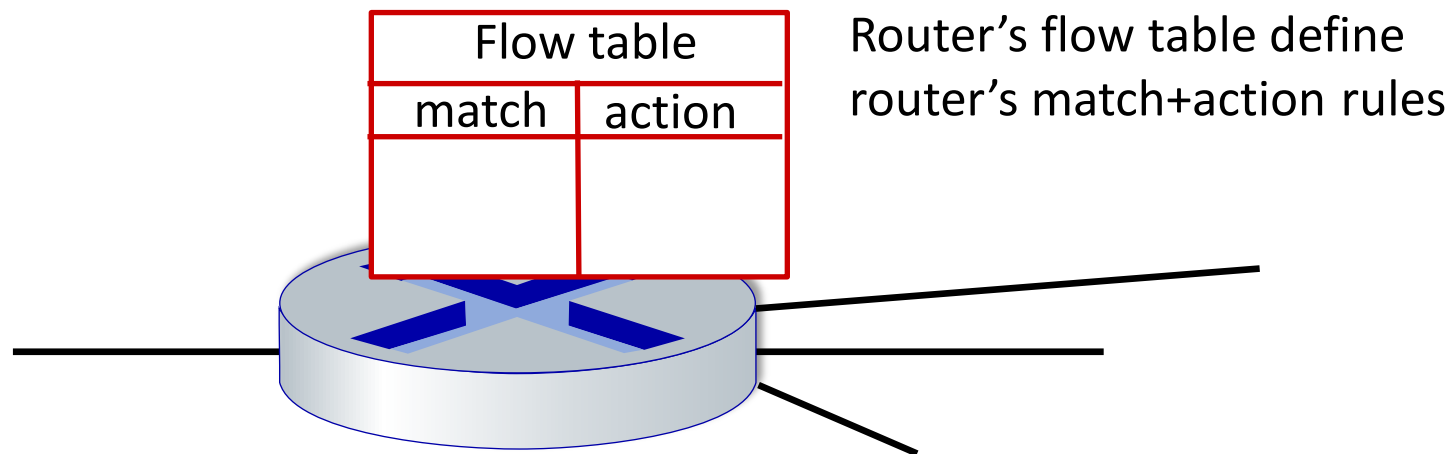 Flow table
match action
Router’s flow table define
router’s match+action rules